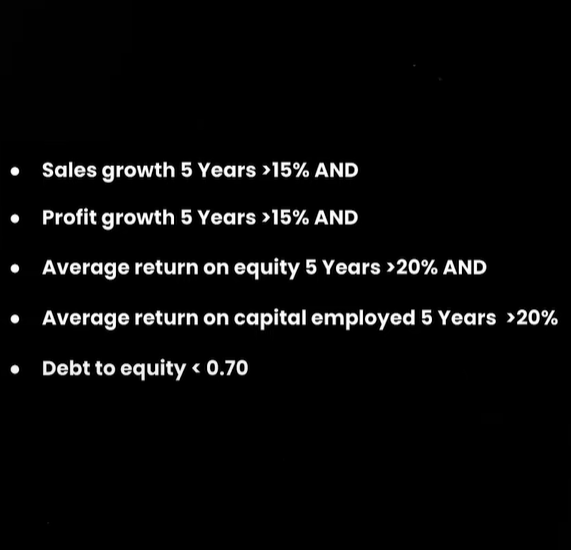 • Sales growth 5 Years >15% AND
• Profit growth 5 Years >15% AND
• Average return on equity 5 Years >20% AND
• Average return on capital employed 5 Years >20%
• Debt to equity < 0.70